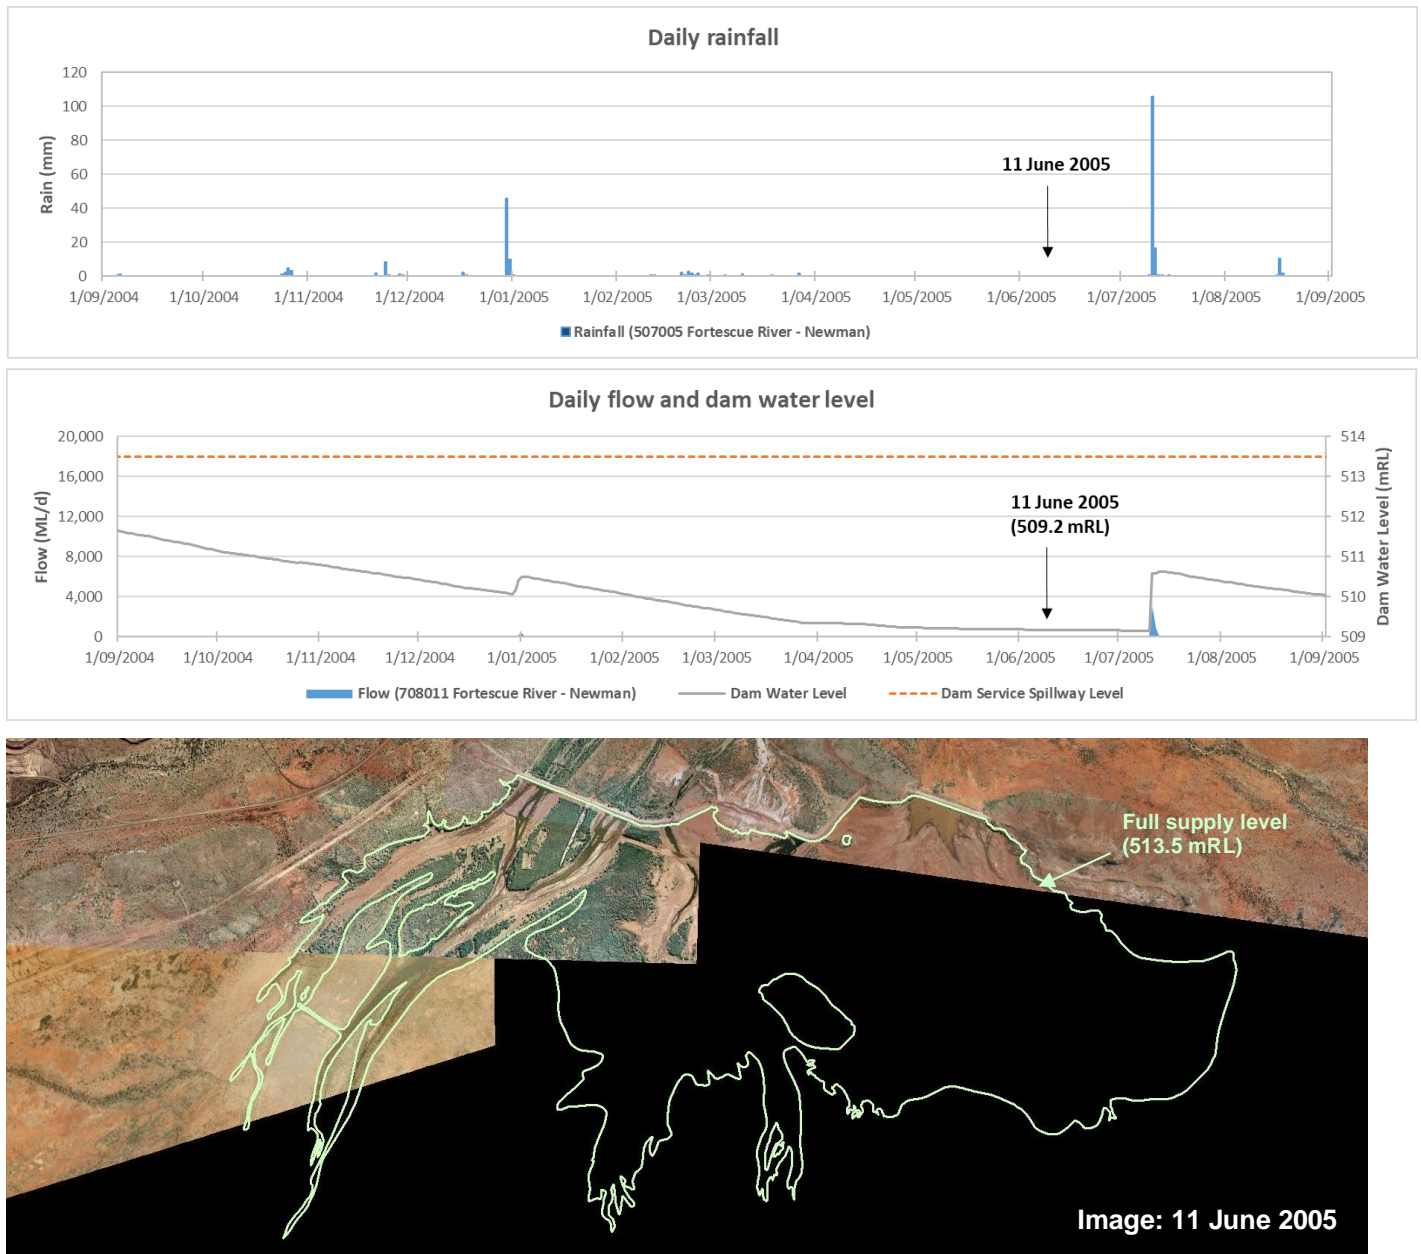 Daily rainfall
120
100
80
60
40
20
0
Rain (mm)
11 June 2005
1/09/2004 1/10/2004 1/11/2004 1/12/2004 1/01/2005 1/02/2005 1/03/2005 1/04/2005 1/05/2005 1/06/2005 1/07/2005 1/08/2005 1/09/2005
Rainfall (507005 Fortescue River - Newman)
Daily flow and dam water level
20,000
16,000
12,000
8,000
4,000
0
Flow (ML/d)
514
513
512
511
510
509
Dam Water Level (mRL)
11 June 2005
(509.2 mRL)
1/09/2004 1/10/2004 1/11/2004 1/12/2004 1/01/2005 1/02/2005 1/03/2005 1/04/2005 1/05/2005 1/06/2005 1/07/2005 1/08/2005 1/09/2005
Flow (708011 Fortescue River - Newman) Dam Water Level Dam Service Spillway Level
Full supply level
(513.5 mRL)
Image: 11 June 2005